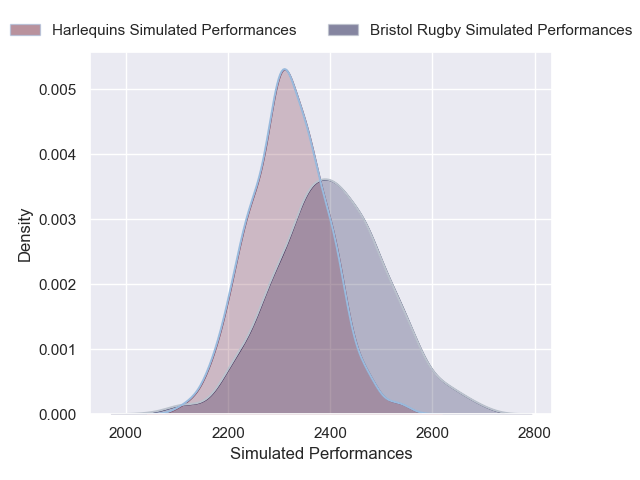 Harlequins Simulated Performances Bristol Rugby Simulated Performances
0.005
0.004
0.003
0.002
0.001
0.000
Density
2000 2200 2400 2600 2800
Simulated Performances